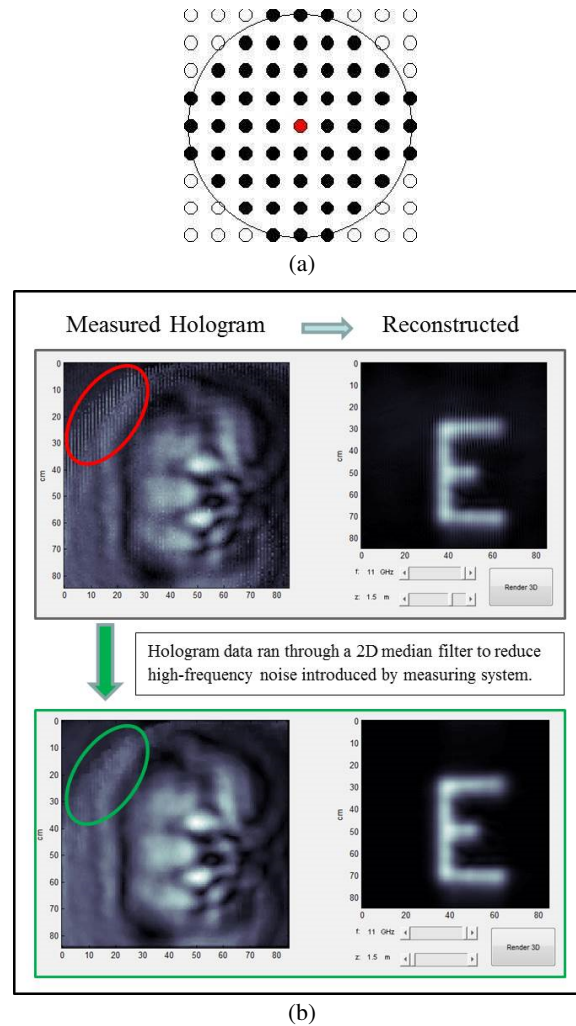 (a)
Measured Hologram Reconstructed
0
10
20
30
40
50
60
70
80
cm
0 10 20 30 40 50 60 70 80
0
10
20
30
40
50
60
70
80
cm
0 20 40 60 80
f: 11 GHz
z: 1.5 m
Render 3D
E
Hologram data ran through a 2D median filter to reduce
high-frequency noise introduced by measuring system.
0
10
20
30
40
50
60
70
80
cm
0 10 20 30 40 50 60 70 80
0
10
20
30
40
50
60
70
80
cm
0 20 40 60 80
f: 11 GHz
z: 1.5 m
Render 3D
E
(b)